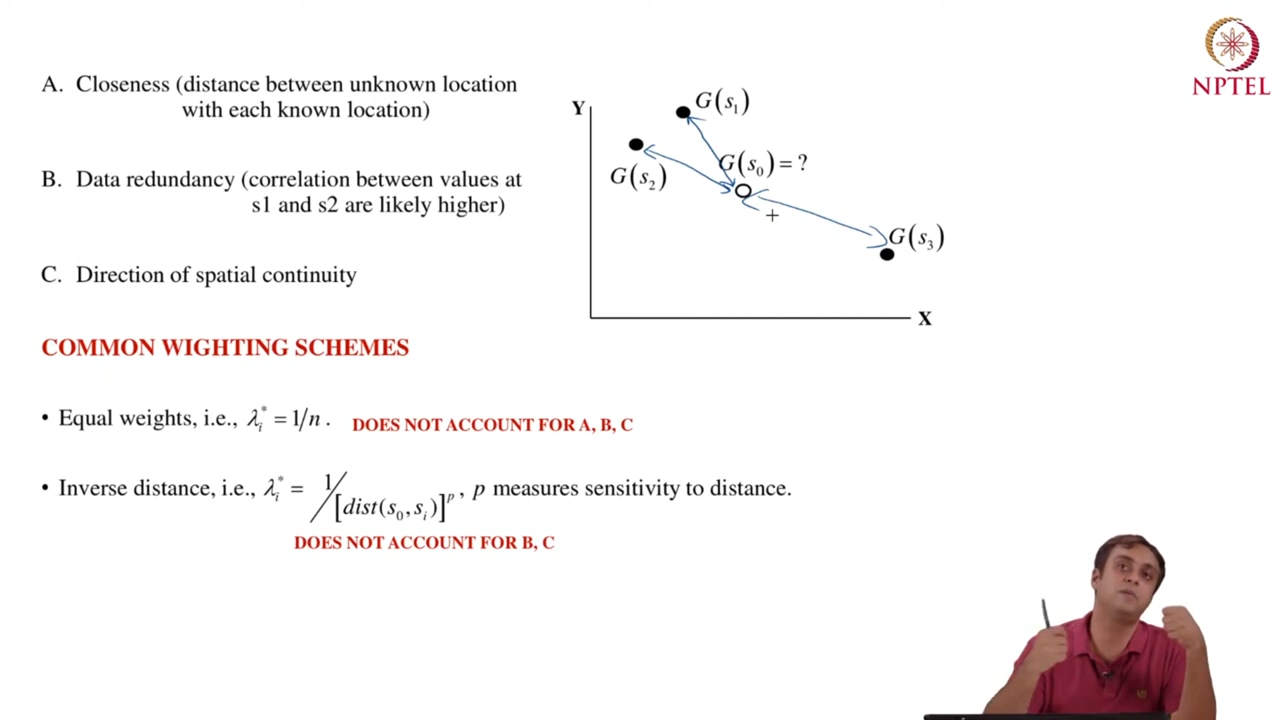 NPTEL
A. Closeness (distance between unknown location
with each known location)
B. Data redundancy (correlation between values at
s1 and s2 are likely higher)
C. Direction of spatial continuity
Y
G(s₁)
G(s₂)
G(s₀) = ?
+
G(s₃)
X
COMMON WIGHTING SCHEMES
• Equal weights, i.e., λᵢ* = 1/n . DOES NOT ACCOUNT FOR A, B, C
• Inverse distance, i.e., λᵢ* = 1/[dist(s₀, sᵢ)]ᵖ , p measures sensitivity to distance.
DOES NOT ACCOUNT FOR B, C